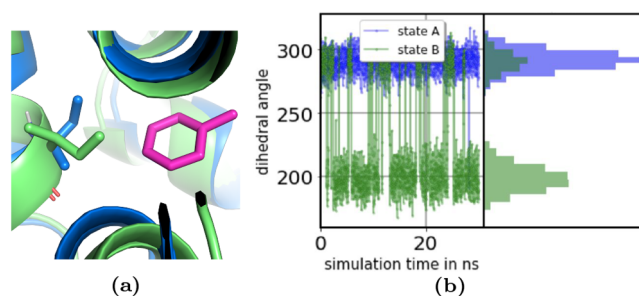 state A
state B
dihedral angle
300
250
200
0
20
simulation time in ns
(a)
(b)